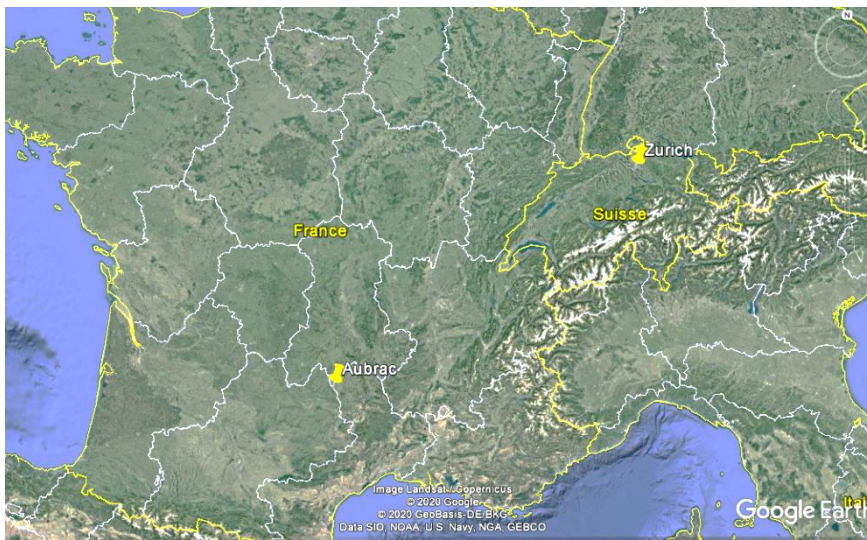 N
Zurich
Suisse
France
Aubrac
Image Landsat / Copernicus
© 2020 Google
© 2020 GeoBasis-DE/BKG
Data SIO, NOAA, U.S. Navy, NGA, GEBCO
Google Earth